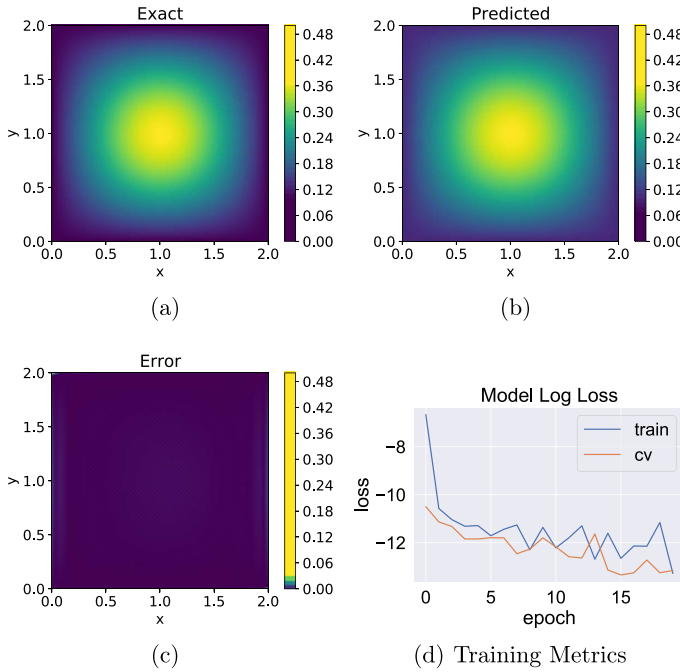 Exact
2.0
1.5
1.0
0.5
0.0
y
0.0 0.5 1.0 1.5 2.0
x
0.48
0.42
0.36
0.30
0.24
0.18
0.12
0.06
0.00
(a)
Predicted
2.0
1.5
1.0
0.5
0.0
y
0.0 0.5 1.0 1.5 2.0
x
0.48
0.42
0.36
0.30
0.24
0.18
0.12
0.06
0.00
(b)
Error
2.0
1.5
1.0
0.5
0.0
y
0.0 0.5 1.0 1.5 2.0
x
0.48
0.42
0.36
0.30
0.24
0.18
0.12
0.06
0.00
(c)
Model Log Loss
train
cv
−8
−10
−12
loss
0 5 10 15
epoch
(d) Training Metrics